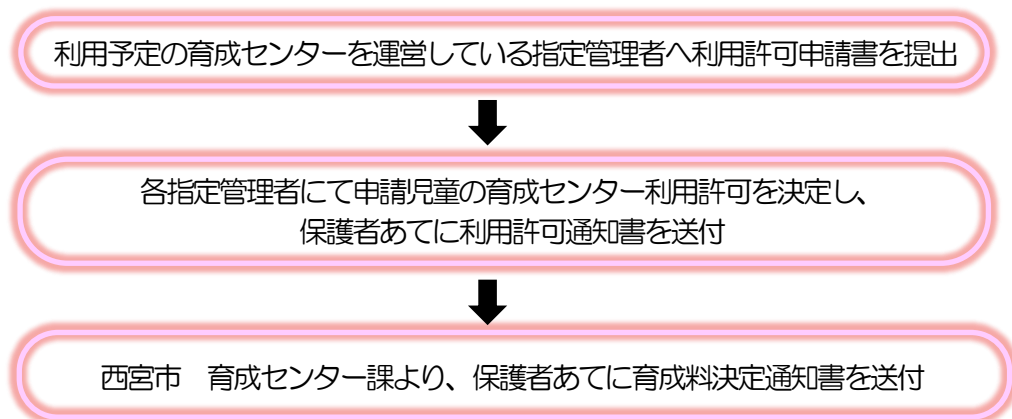 利用予定の育成センターを運営している指定管理者へ利用許可申請書を提出
各指定管理者にて申請児童の育成センター利用許可を決定し、
保護者あてに利用許可通知書を送付
西宮市　育成センター課より、保護者あてに育成料決定通知書を送付